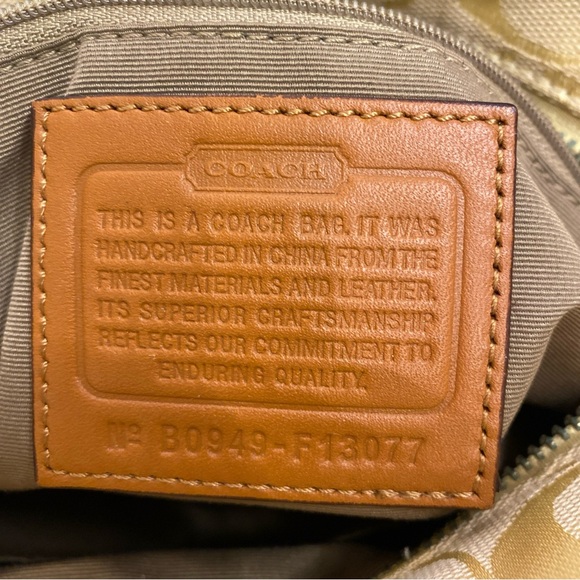 COACH
THIS IS A COACH BAG. IT WAS
HANDCRAFTED IN CHINA FROM THE
FINEST MATERIALS AND LEATHER.
ITS SUPERIOR CRAFTSMANSHIP
REFLECTS OUR COMMITMENT TO
ENDURING QUALITY.
Nº B0949-F13077